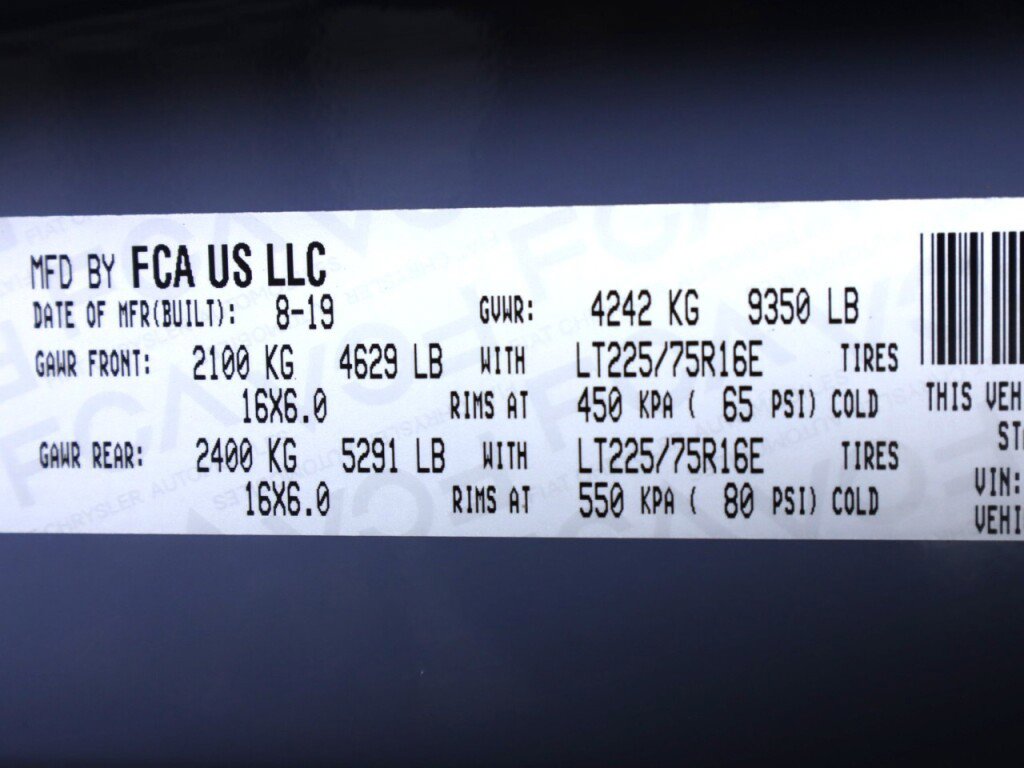 MFD BY FCA US LLC
DATE OF MFR(BUILT): 8-19 GVWR: 4242 KG 9350 LB
GAWR FRONT: 2100 KG 4629 LB WITH LT225/75R16E TIRES
16X6.0 RIMS AT 450 KPA ( 65 PSI) COLD
GAWR REAR: 2400 KG 5291 LB WITH LT225/75R16E TIRES
16X6.0 RIMS AT 550 KPA ( 80 PSI) COLD
THIS VEH
STA
VIN:
VEHI